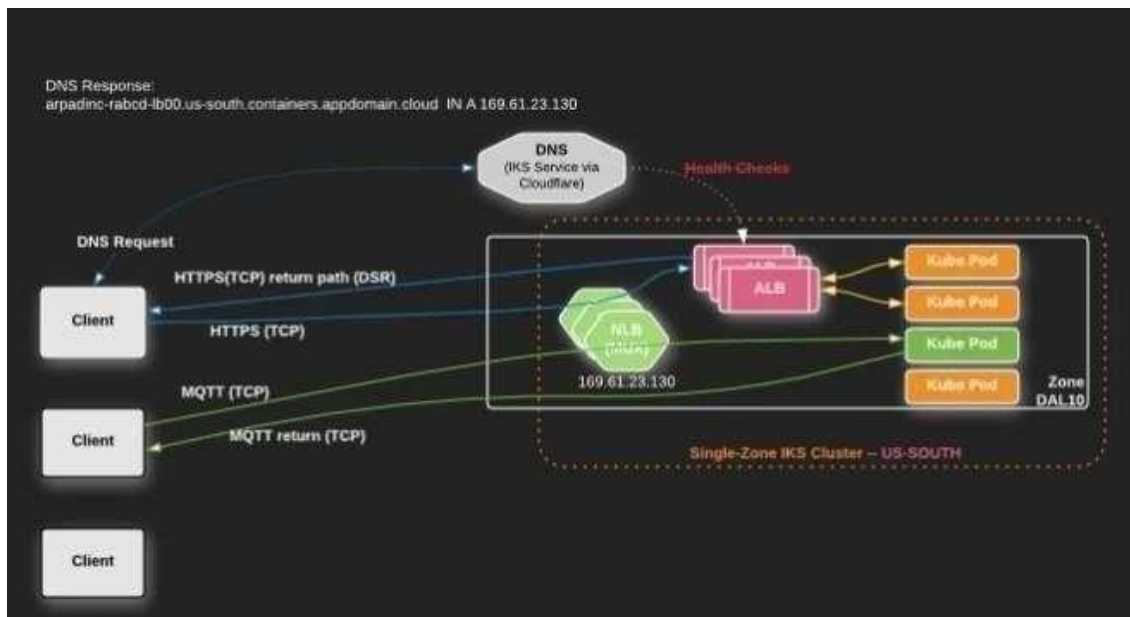 DNS Response:
arpadinc-rabcd-lb00.us-south.containers.appdomain.cloud IN A 169.61.23.130
DNS
(IKS Service via
Cloudflare)
Health Checks
DNS Request
HTTPS(TCP) return path (DSR)
HTTPS (TCP)
MQTT (TCP)
MQTT return (TCP)
Client
Client
Client
ALB
ALB
NLB
(MUX)
169.61.23.130
Kube Pod
Kube Pod
Kube Pod
Kube Pod
Zone
DAL10
Single-Zone IKS Cluster -- US-SOUTH